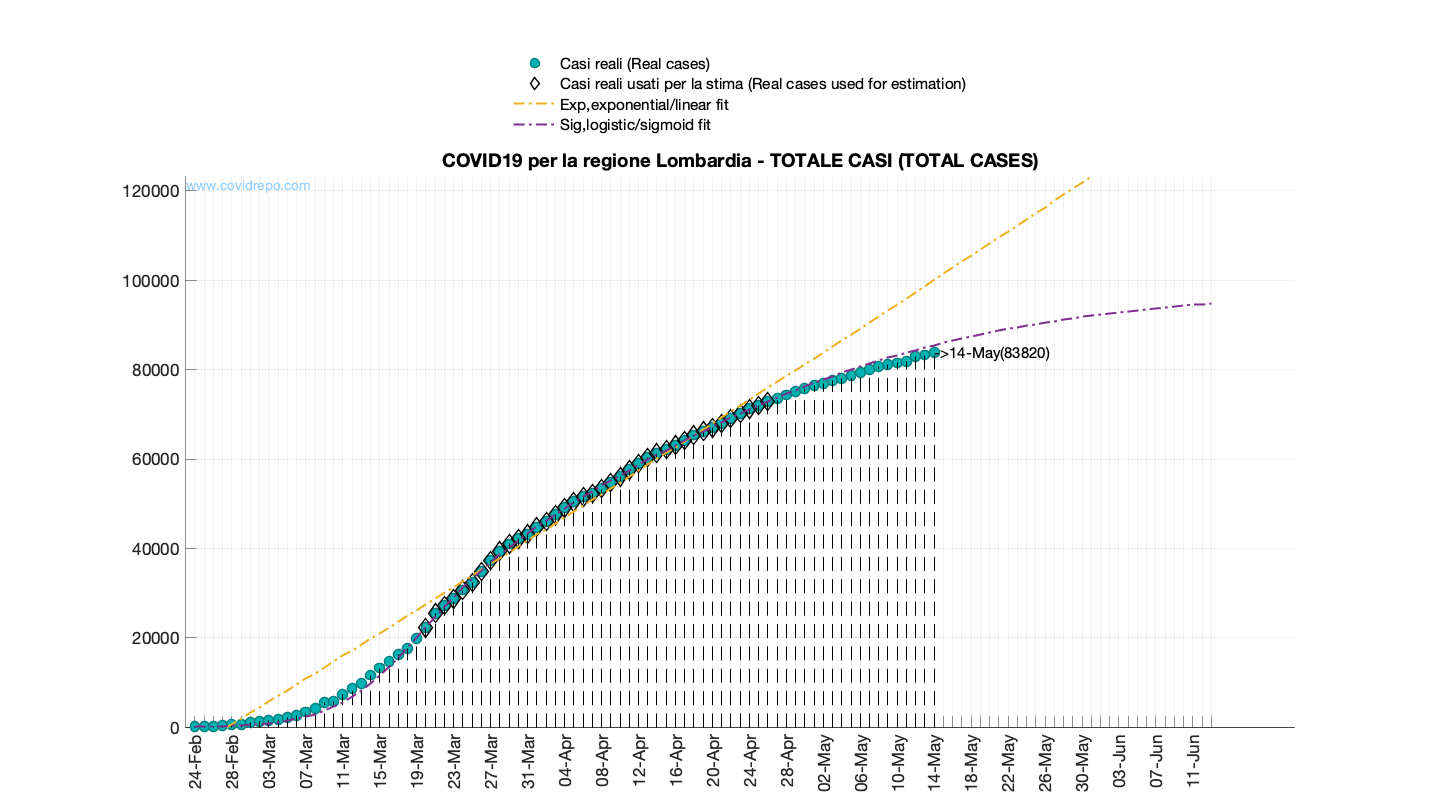 Casi reali (Real cases)
Casi reali usati per la stima (Real cases used for estimation)
Exp,exponential/linear fit
Sig,logistic/sigmoid fit
COVID19 per la regione Lombardia - TOTALE CASI (TOTAL CASES)
www.covidrepo.com
120000
100000
80000
60000
40000
20000
0
>14-May(83820)
24-Feb
28-Feb
03-Mar
07-Mar
11-Mar
15-Mar
19-Mar
23-Mar
27-Mar
31-Mar
04-Apr
08-Apr
12-Apr
16-Apr
20-Apr
24-Apr
28-Apr
02-May
06-May
10-May
14-May
18-May
22-May
26-May
30-May
03-Jun
07-Jun
11-Jun